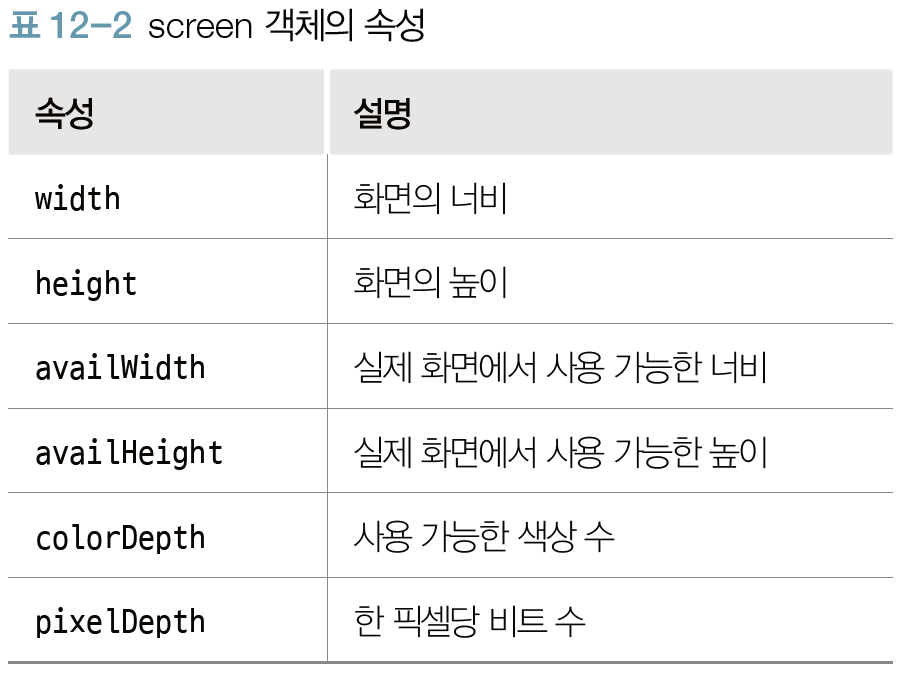 표 12-2 screen 객체의 속성
속성 설명
width 화면의 너비
height 화면의 높이
availWidth 실제 화면에서 사용 가능한 너비
availHeight 실제 화면에서 사용 가능한 높이
colorDepth 사용 가능한 색상 수
pixelDepth 한 픽셀당 비트 수